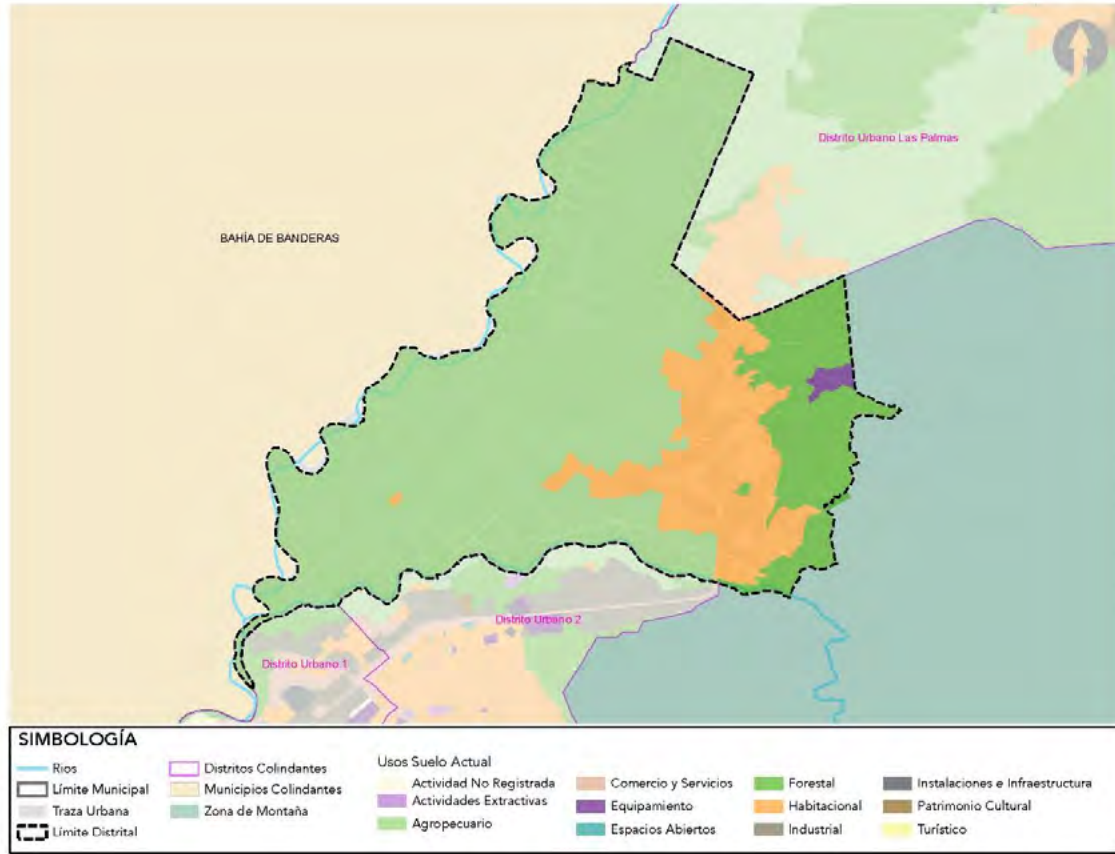 Distrito Urbano Las Palmas
BAHÍA DE BANDERAS
Distrito Urbano 2
Distrito Urbano 1
SIMBOLOGÍA
Rios
Límite Municipal
Traza Urbana
Límite Distrital
Distritos Colindantes
Municipios Colindantes
Zona de Montaña
Usos Suelo Actual
Actividad No Registrada
Actividades Extractivas
Agropecuario
Comercio y Servicios
Equipamiento
Espacios Abiertos
Forestal
Habitacional
Industrial
Instalaciones e Infraestructura
Patrimonio Cultural
Turístico